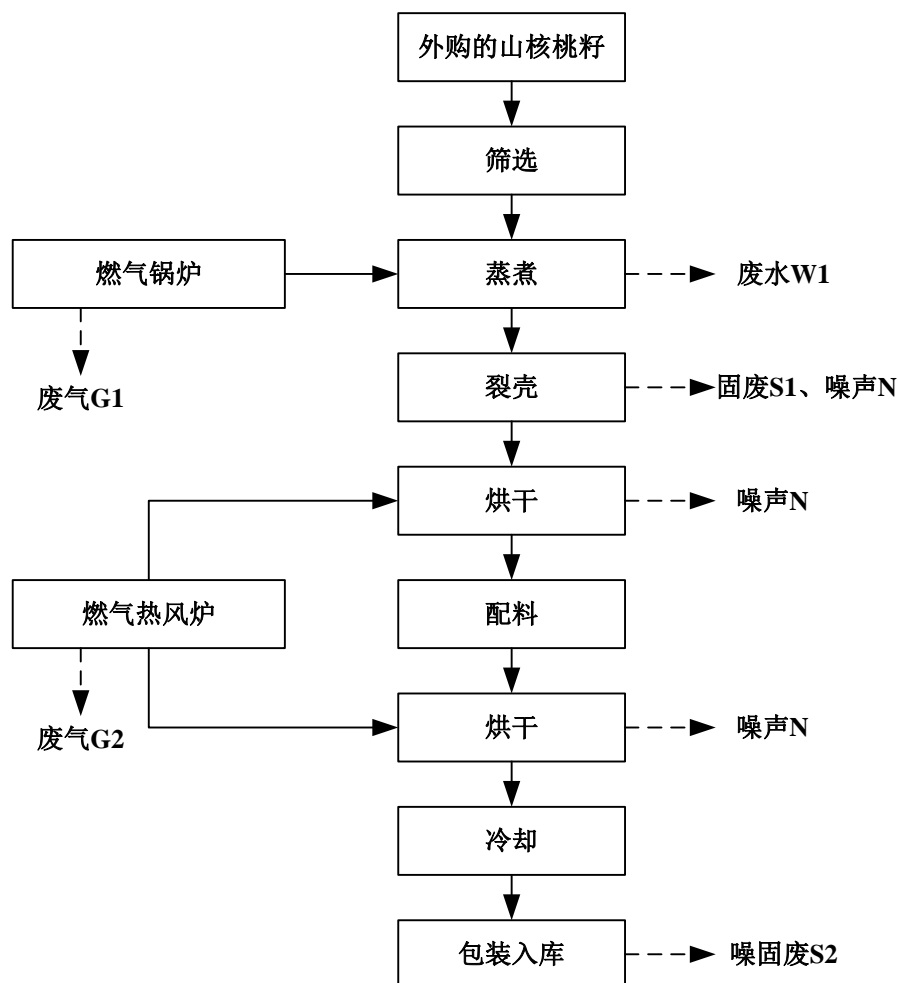 外购的山核桃籽
筛选
燃气锅炉
蒸煮
废水W1
废气G1
裂壳
固废S1、噪声N
烘干
噪声N
燃气热风炉
配料
废气G2
烘干
噪声N
冷却
包装入库
噪固废S2